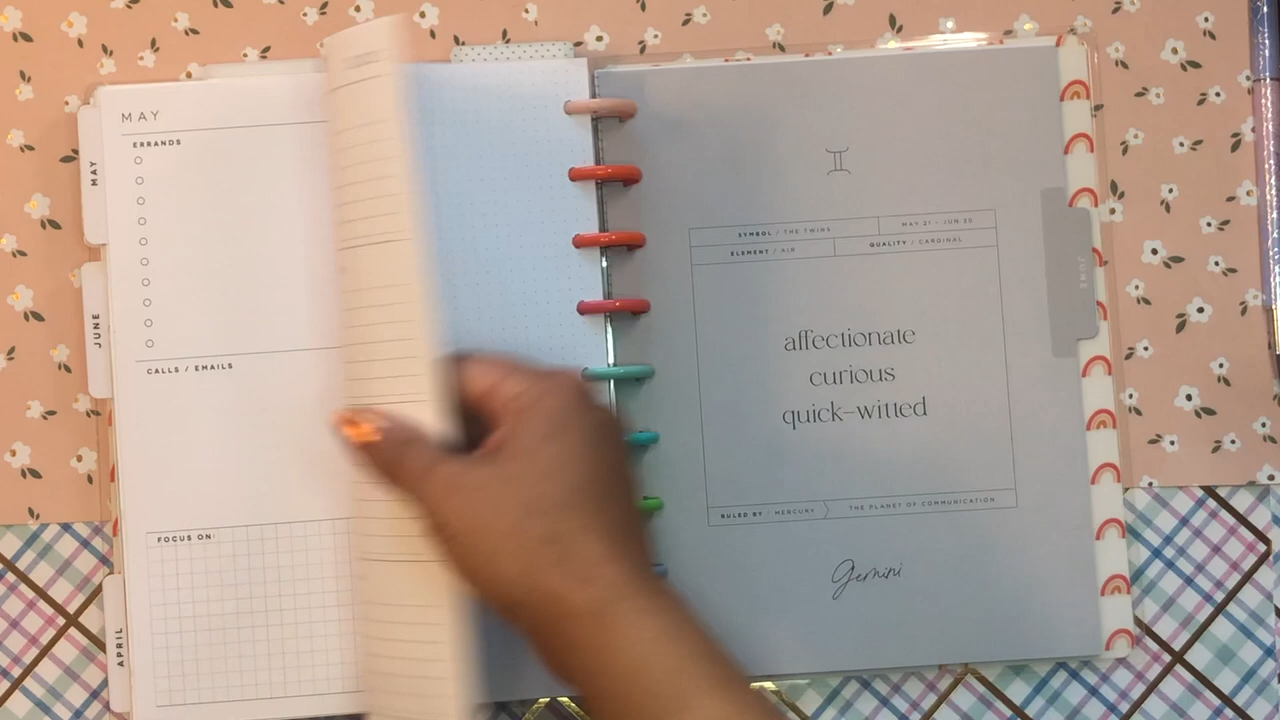 MAY
ERRANDS
CALLS / EMAILS
FOCUS ON:
MAY
JUNE
APRIL
SYMBOL / THE TWINS
MAY 21 - JUN 20
ELEMENT / AIR
QUALITY / CARDINAL
affectionate
curious
quick-witted
RULED BY / MERCURY
THE PLANET OF COMMUNICATION
Gemini
JUNE